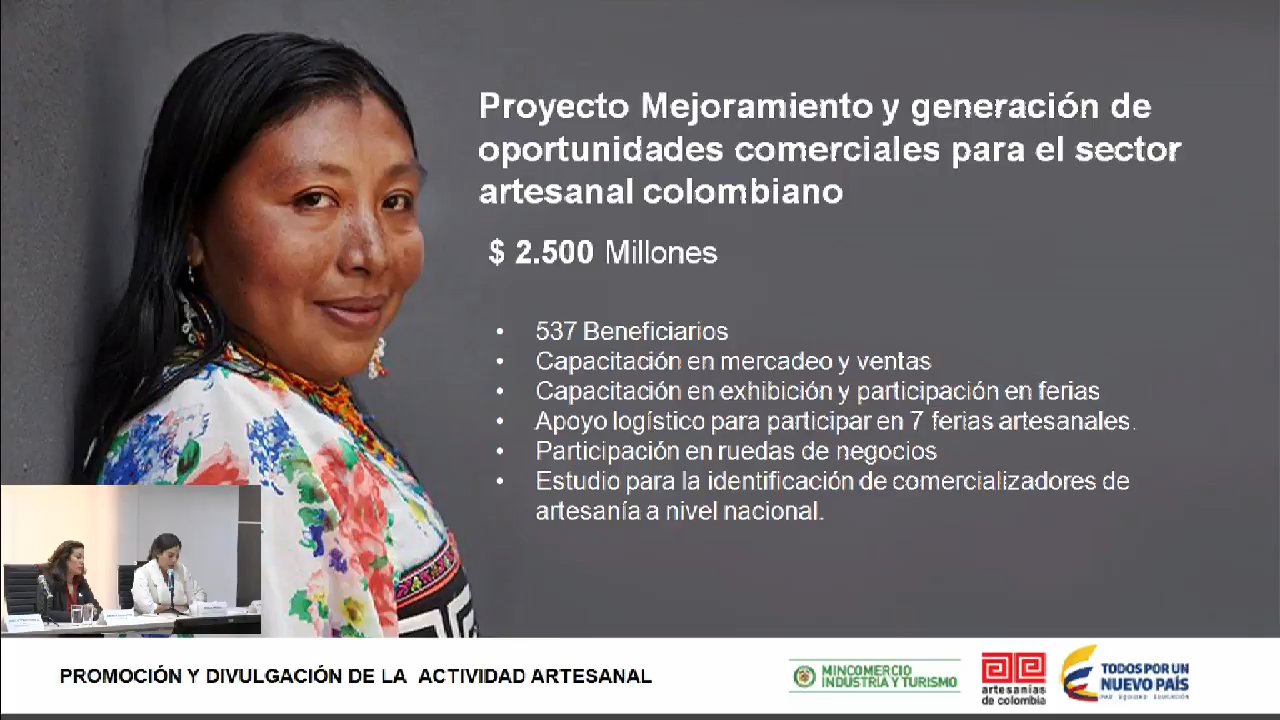 Proyecto Mejoramiento y generación de
oportunidades comerciales para el sector
artesanal colombiano
$ 2.500 Millones
• 537 Beneficiarios
• Capacitación en mercadeo y ventas
• Capacitación en exhibición y participación en ferias
• Apoyo logístico para participar en 7 ferias artesanales.
• Participación en ruedas de negocios
• Estudio para la identificación de comercializadores de
artesanía a nivel nacional.
PROMOCIÓN Y DIVULGACIÓN DE LA ACTIVIDAD ARTESANAL
MINCOMERCIO
INDUSTRIA Y TURISMO
artesanías
de colombia
TODOS POR UN
NUEVO PAÍS
PAZ EQUIDAD EDUCACIÓN